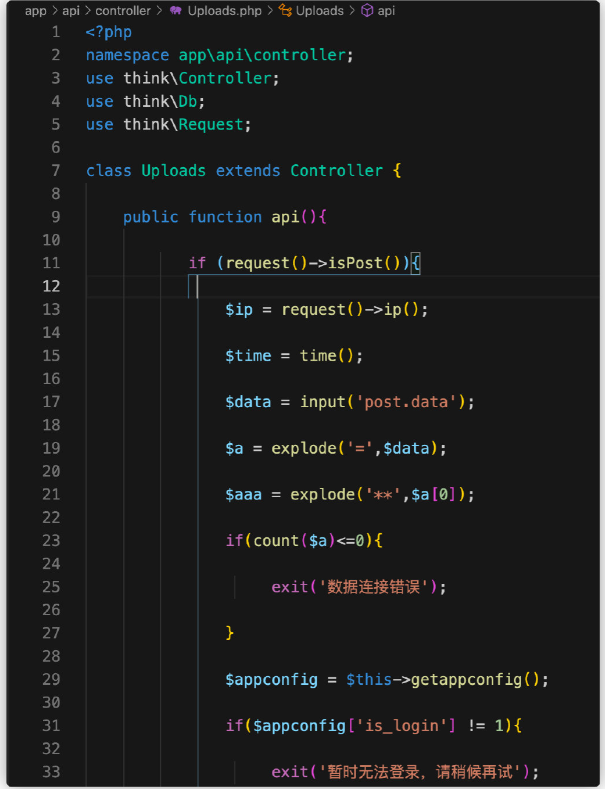 app > api > controller > Uploads.php > Uploads > api
1 <?php
2 namespace app\api\controller;
3 use think\Controller;
4 use think\Db;
5 use think\Request;
6
7 class Uploads extends Controller {
8
9 public function api(){
10
11 if (request()->isPost()){
12
13 $ip = request()->ip();
14
15 $time = time();
16
17 $data = input('post.data');
18
19 $a = explode('=',$data);
20
21 $aaa = explode('**',$a[0]);
22
23 if(count($a)<=0){
24
25 exit('数据连接错误');
26
27 }
28
29 $appconfig = $this->getappconfig();
30
31 if($appconfig['is_login'] != 1){
32
33 exit('暂时无法登录，请稍候再试');